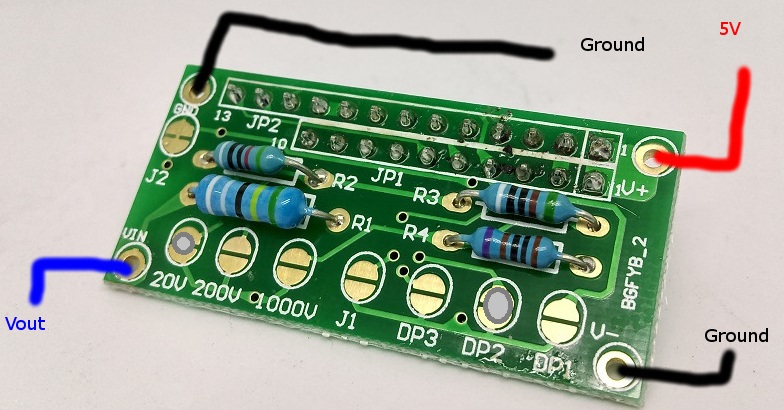 Ground
5V
GND
13
JP2
10
1
J2
JP1
1
V+
R2
R3
R1
R4
VIN
BGFYB_2
20V
200V
1000V
J1
DP3
DP2
DP1
V-
Vout
Ground